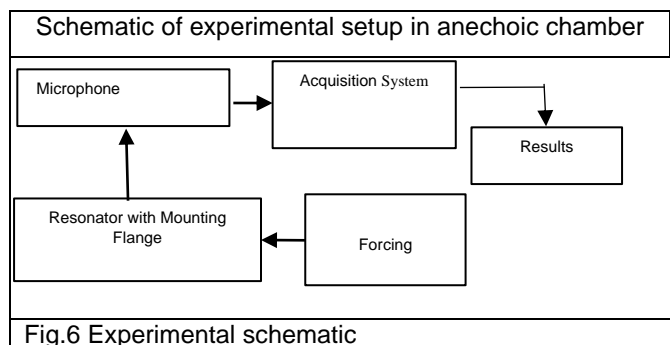 Schematic of experimental setup in anechoic chamber
Microphone
Acquisition System
Results
Resonator with Mounting
Flange
Forcing
Fig.6 Experimental schematic